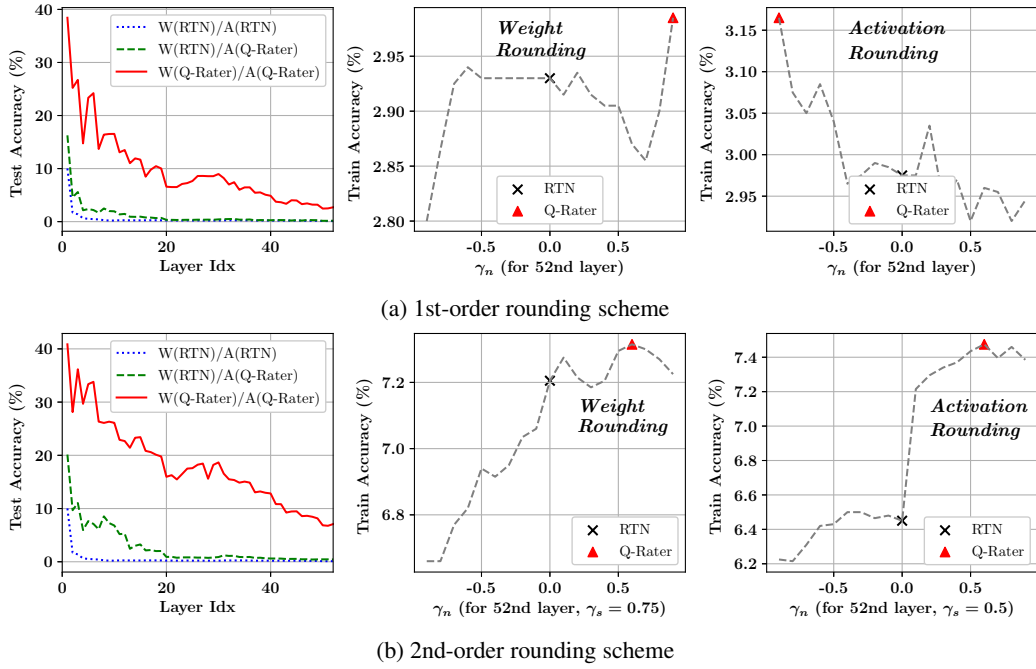 W(RTN)/A(RTN)
W(RTN)/A(Q-Rater)
W(Q-Rater)/A(Q-Rater)
Test Accuracy (%)
40
30
20
10
0
0 20 40
Layer Idx
Weight
Rounding
Train Accuracy (%)
2.95
2.90
2.85
2.80
RTN
Q-Rater
-0.5 0.0 0.5
γn (for 52nd layer)
Activation
Rounding
Train Accuracy (%)
3.15
3.10
3.05
3.00
2.95
RTN
Q-Rater
-0.5 0.0 0.5
γn (for 52nd layer)
(a) 1st-order rounding scheme
W(RTN)/A(RTN)
W(RTN)/A(Q-Rater)
W(Q-Rater)/A(Q-Rater)
Test Accuracy (%)
40
30
20
10
0
0 20 40
Layer Idx
Weight
Rounding
Train Accuracy (%)
7.2
7.0
6.8
RTN
Q-Rater
-0.5 0.0 0.5
γn (for 52nd layer, γs = 0.75)
Activation
Rounding
Train Accuracy (%)
7.4
7.2
7.0
6.8
6.6
6.4
6.2
RTN
Q-Rater
-0.5 0.0 0.5
γn (for 52nd layer, γs = 0.5)
(b) 2nd-order rounding scheme